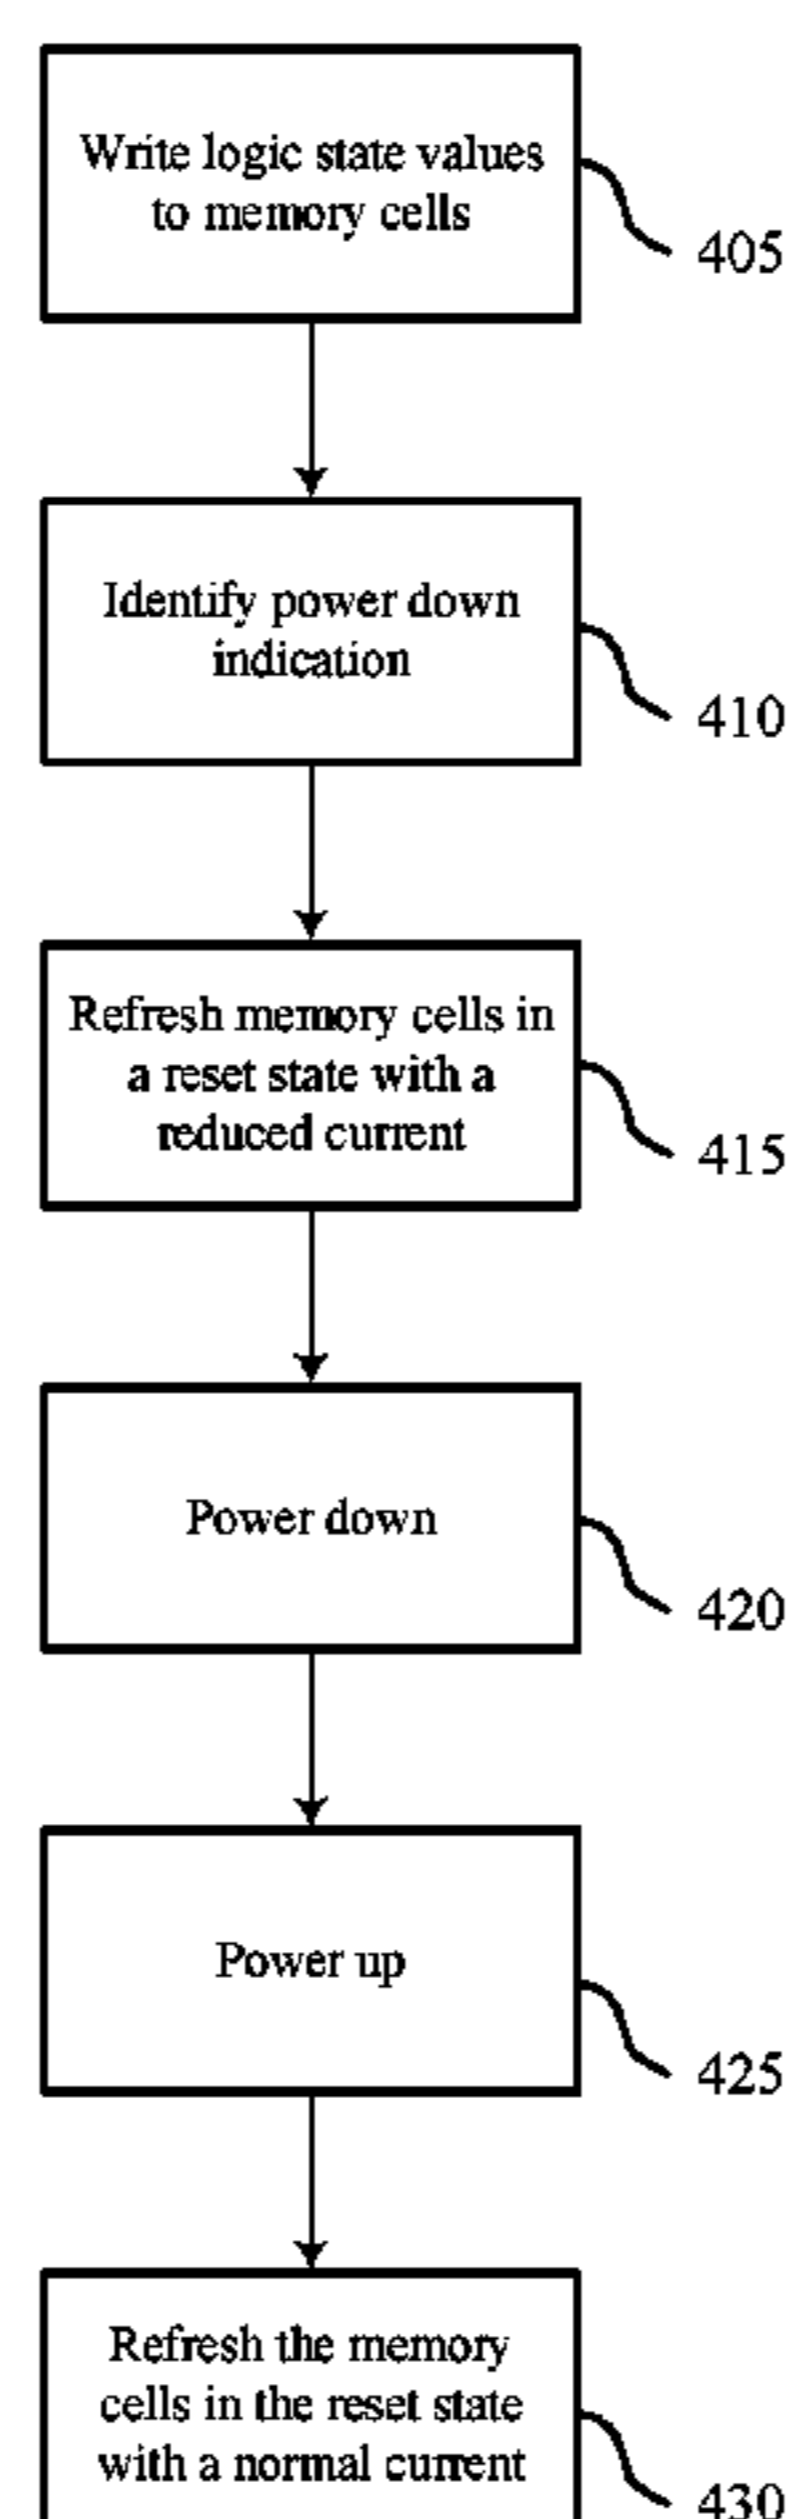 Write logic state values
to memory cells
405
Identify power down
indication
410
Refresh memory cells in
a reset state with a
reduced current
415
Power down
420
Power up
425
Refresh the memory
cells in the reset state
with a normal current
430